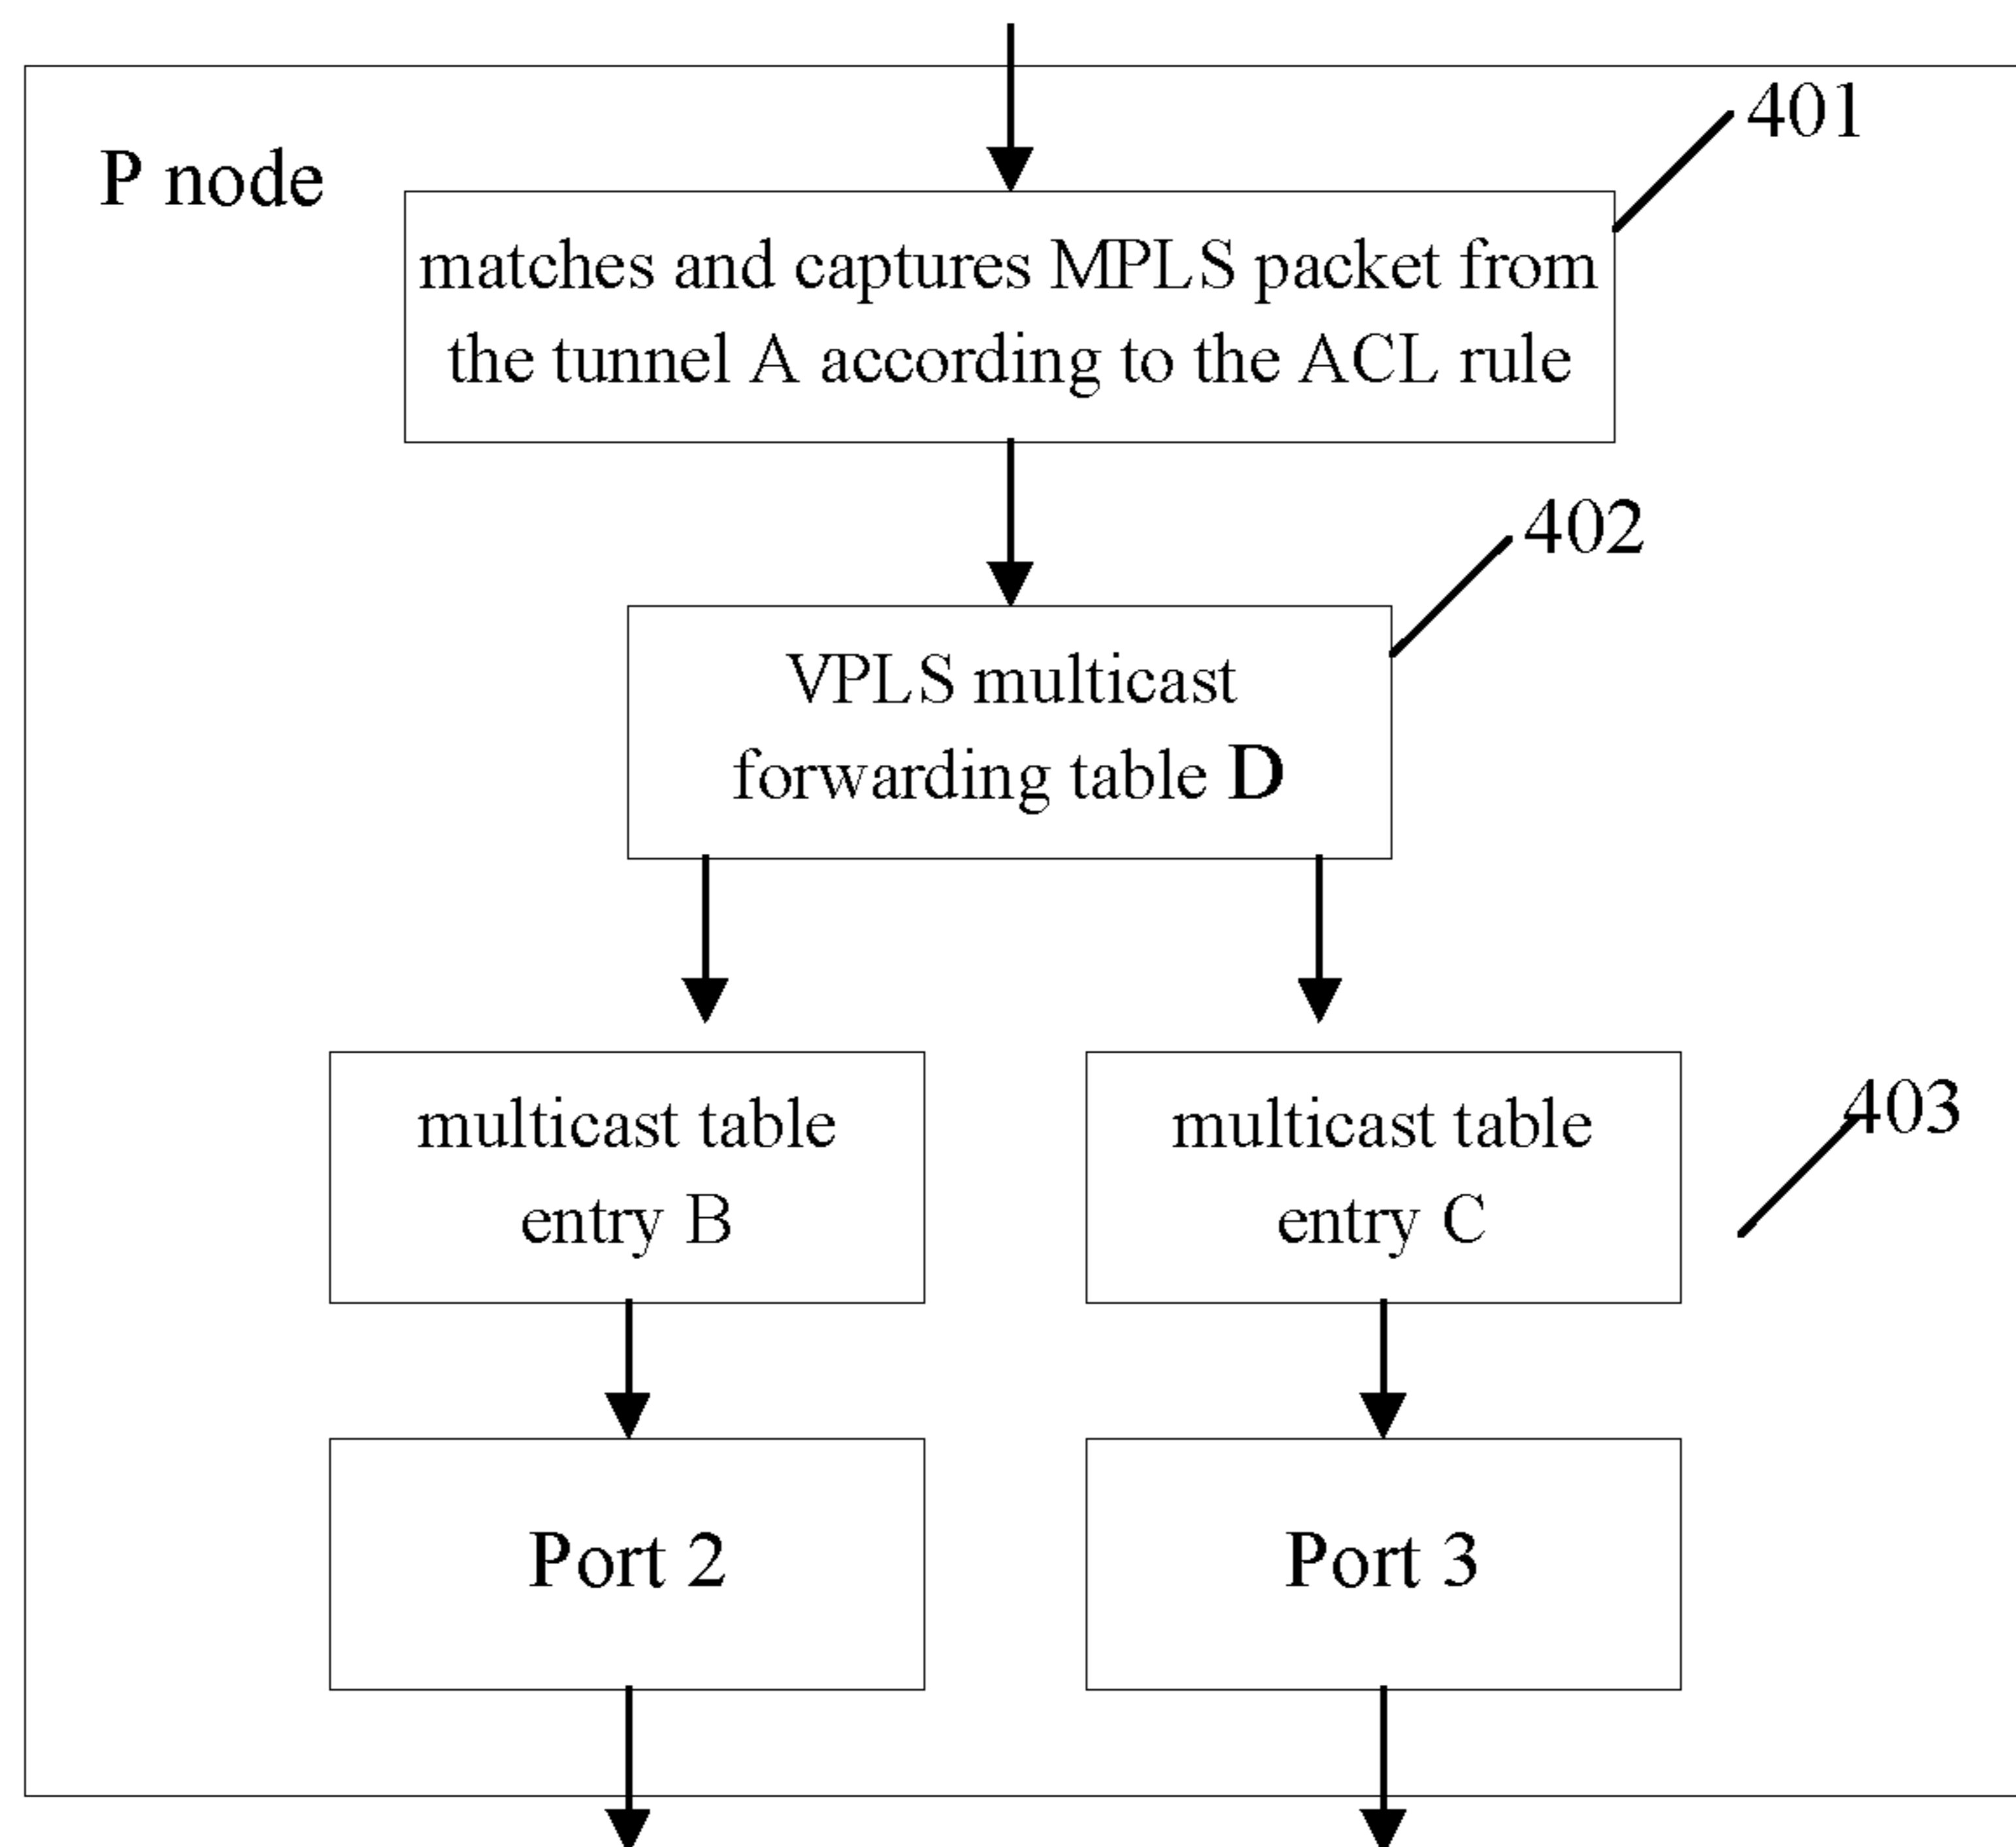 401
P node
matches and captures MPLS packet from
the tunnel A according to the ACL rule
402
VPLS multicast
forwarding table D
403
multicast table
entry B
multicast table
entry C
Port 2
Port 3